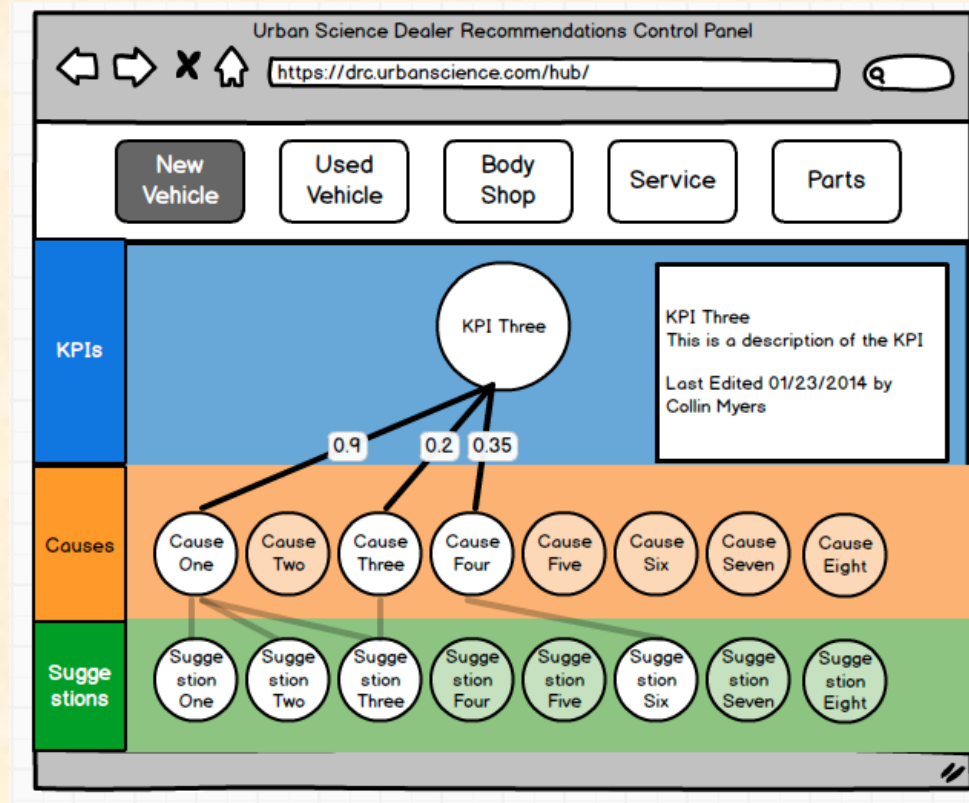 Urban Science Dealer Recommendations Control Panel
https://drc.urbanscience.com/hub/
New
Vehicle
Used
Vehicle
Body
Shop
Service
Parts
KPIs
KPI Three
KPI Three
This is a description of the KPI
Last Edited 01/23/2014 by
Collin Myers
0.9
0.2
0.35
Causes
Cause
One
Cause
Two
Cause
Three
Cause
Four
Cause
Five
Cause
Six
Cause
Seven
Cause
Eight
Sugge
stions
Sugge
stion
One
Sugge
stion
Two
Sugge
stion
Three
Sugge
stion
Four
Sugge
stion
Five
Sugge
stion
Six
Sugge
stion
Seven
Sugge
stion
Eight